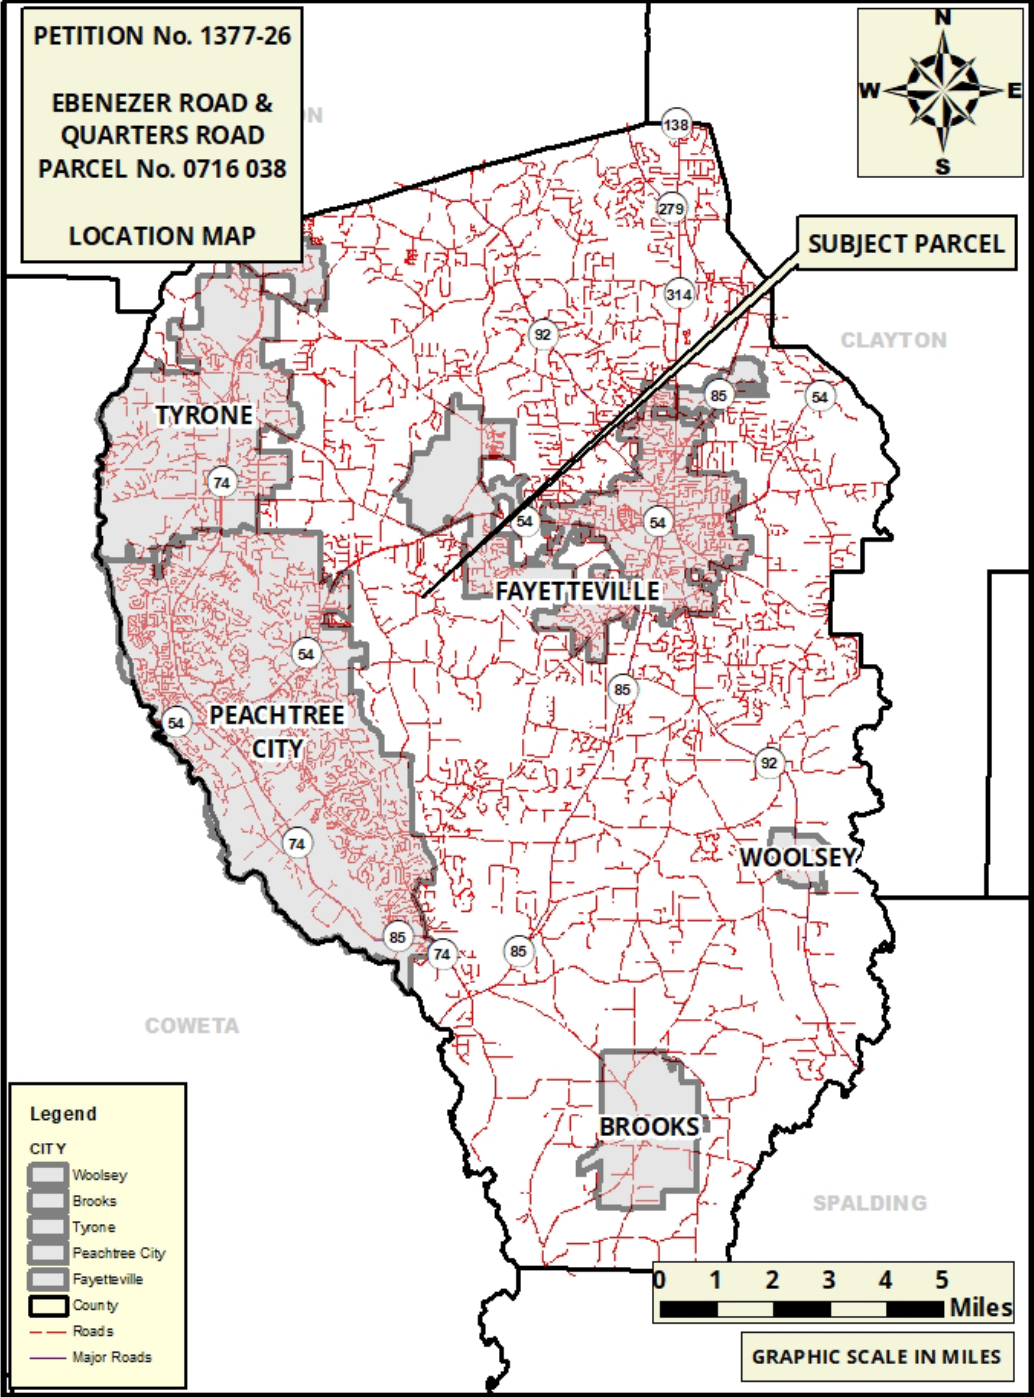 PETITION No. 1377-26
EBENEZER ROAD &
QUARTERS ROAD
PARCEL No. 0716 038
LOCATION MAP
ON
N
W
E
S
138
279
SUBJECT PARCEL
314
92
CLAYTON
85
54
TYRONE
74
54
54
FAYETTEVILLE
54
85
54
PEACHTREE
CITY
92
74
WOOLSEY
85
74
85
COWETA
BROOKS
SPALDING
Legend
CITY
Woolsey
Brooks
Tyrone
Peachtree City
Fayetteville
County
Roads
Major Roads
0 1 2 3 4 5
Miles
GRAPHIC SCALE IN MILES